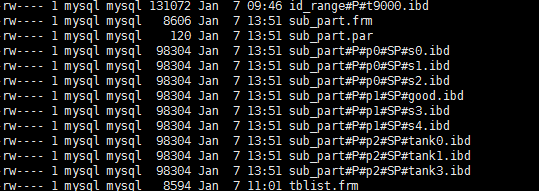 -rw---- 1 mysql mysql 131072 Jan  7 09:46 id_range#P#t9000.ibd
-rw---- 1 mysql mysql   8606 Jan  7 13:51 sub_part.frm
-rw---- 1 mysql mysql    120 Jan  7 13:51 sub_part.par
-rw---- 1 mysql mysql  98304 Jan  7 13:51 sub_part#P#p0#SP#s0.ibd
-rw---- 1 mysql mysql  98304 Jan  7 13:51 sub_part#P#p0#SP#s1.ibd
-rw---- 1 mysql mysql  98304 Jan  7 13:51 sub_part#P#p0#SP#s2.ibd
-rw---- 1 mysql mysql  98304 Jan  7 13:51 sub_part#P#p1#SP#good.ibd
-rw---- 1 mysql mysql  98304 Jan  7 13:51 sub_part#P#p1#SP#s3.ibd
-rw---- 1 mysql mysql  98304 Jan  7 13:51 sub_part#P#p1#SP#s4.ibd
-rw---- 1 mysql mysql  98304 Jan  7 13:51 sub_part#P#p2#SP#tank0.ibd
-rw---- 1 mysql mysql  98304 Jan  7 13:51 sub_part#P#p2#SP#tank1.ibd
-rw---- 1 mysql mysql  98304 Jan  7 13:51 sub_part#P#p2#SP#tank3.ibd
-rw---- 1 mysql mysql   8594 Jan  7 11:01 tblist.frm